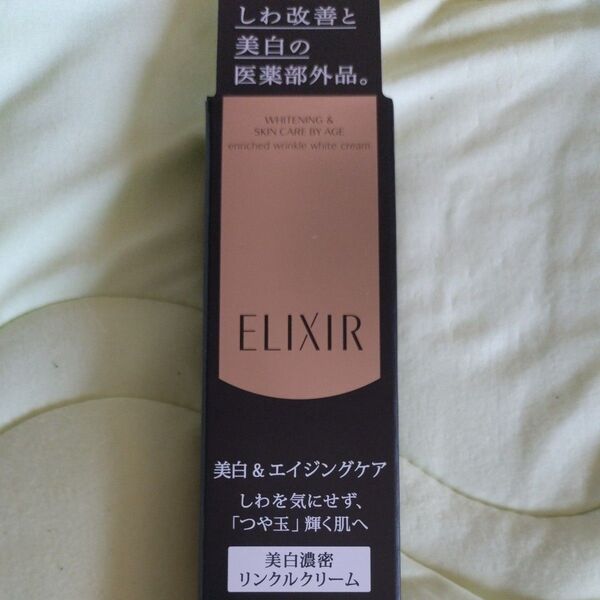 しわ改善と
美白の
医薬部外品。
WHITENING &
SKIN CARE BY AGE
enriched wrinkle white cream
ELIXIR
美白&エイジングケア
しわを気にせず、
「つや玉」輝く肌へ
美白濃密
リンクルクリーム